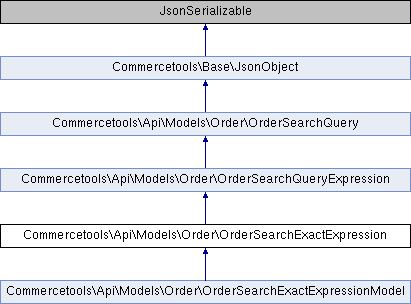 JsonSerializable
Commercetools\Base\JsonObject
Commercetools\Api\Models\Order\OrderSearchQuery
Commercetools\Api\Models\Order\OrderSearchQueryExpression
Commercetools\Api\Models\Order\OrderSearchExactExpression
Commercetools\Api\Models\Order\OrderSearchExactExpressionModel